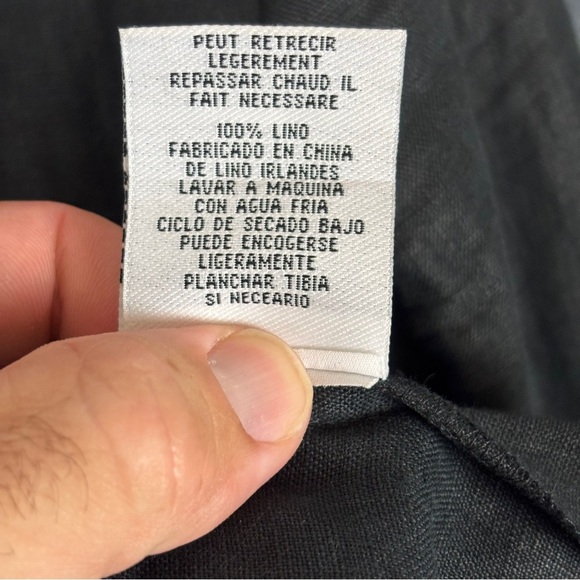 PEUT RETRECIR
LEGEREMENT
REPASSAR CHAUD IL
FAIT NECESSARE
100% LINO
FABRICADO EN CHINA
DE LINO IRLANDES
LAVAR A MAQUINA
CON AGUA FRIA
CICLO DE SECADO BAJO
PUEDE ENCOGERSE
LIGERAMENTE
PLANCHAR TIBIA
SI NECEARIO